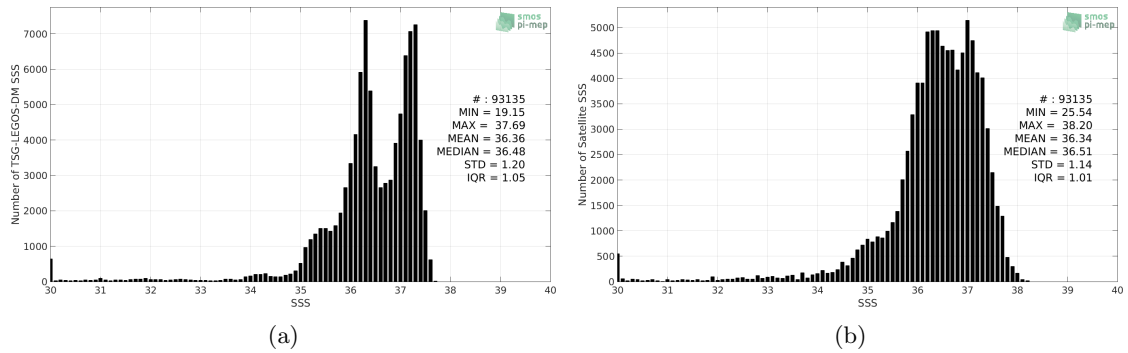 smos
pi-mep
Number of TSG-LEGOS-DM SSS
7000
6000
5000
4000
3000
2000
1000
0
# : 93135
MIN = 19.15
MAX = 37.69
MEAN = 36.36
MEDIAN = 36.48
STD = 1.20
IQR = 1.05
30 31 32 33 34 35 36 37 38 39 40
SSS
(a)
smos
pi-mep
Number of Satellite SSS
5000
4500
4000
3500
3000
2500
2000
1500
1000
500
0
# : 93135
MIN = 25.54
MAX = 38.20
MEAN = 36.34
MEDIAN = 36.51
STD = 1.14
IQR = 1.01
30 31 32 33 34 35 36 37 38 39 40
SSS
(b)